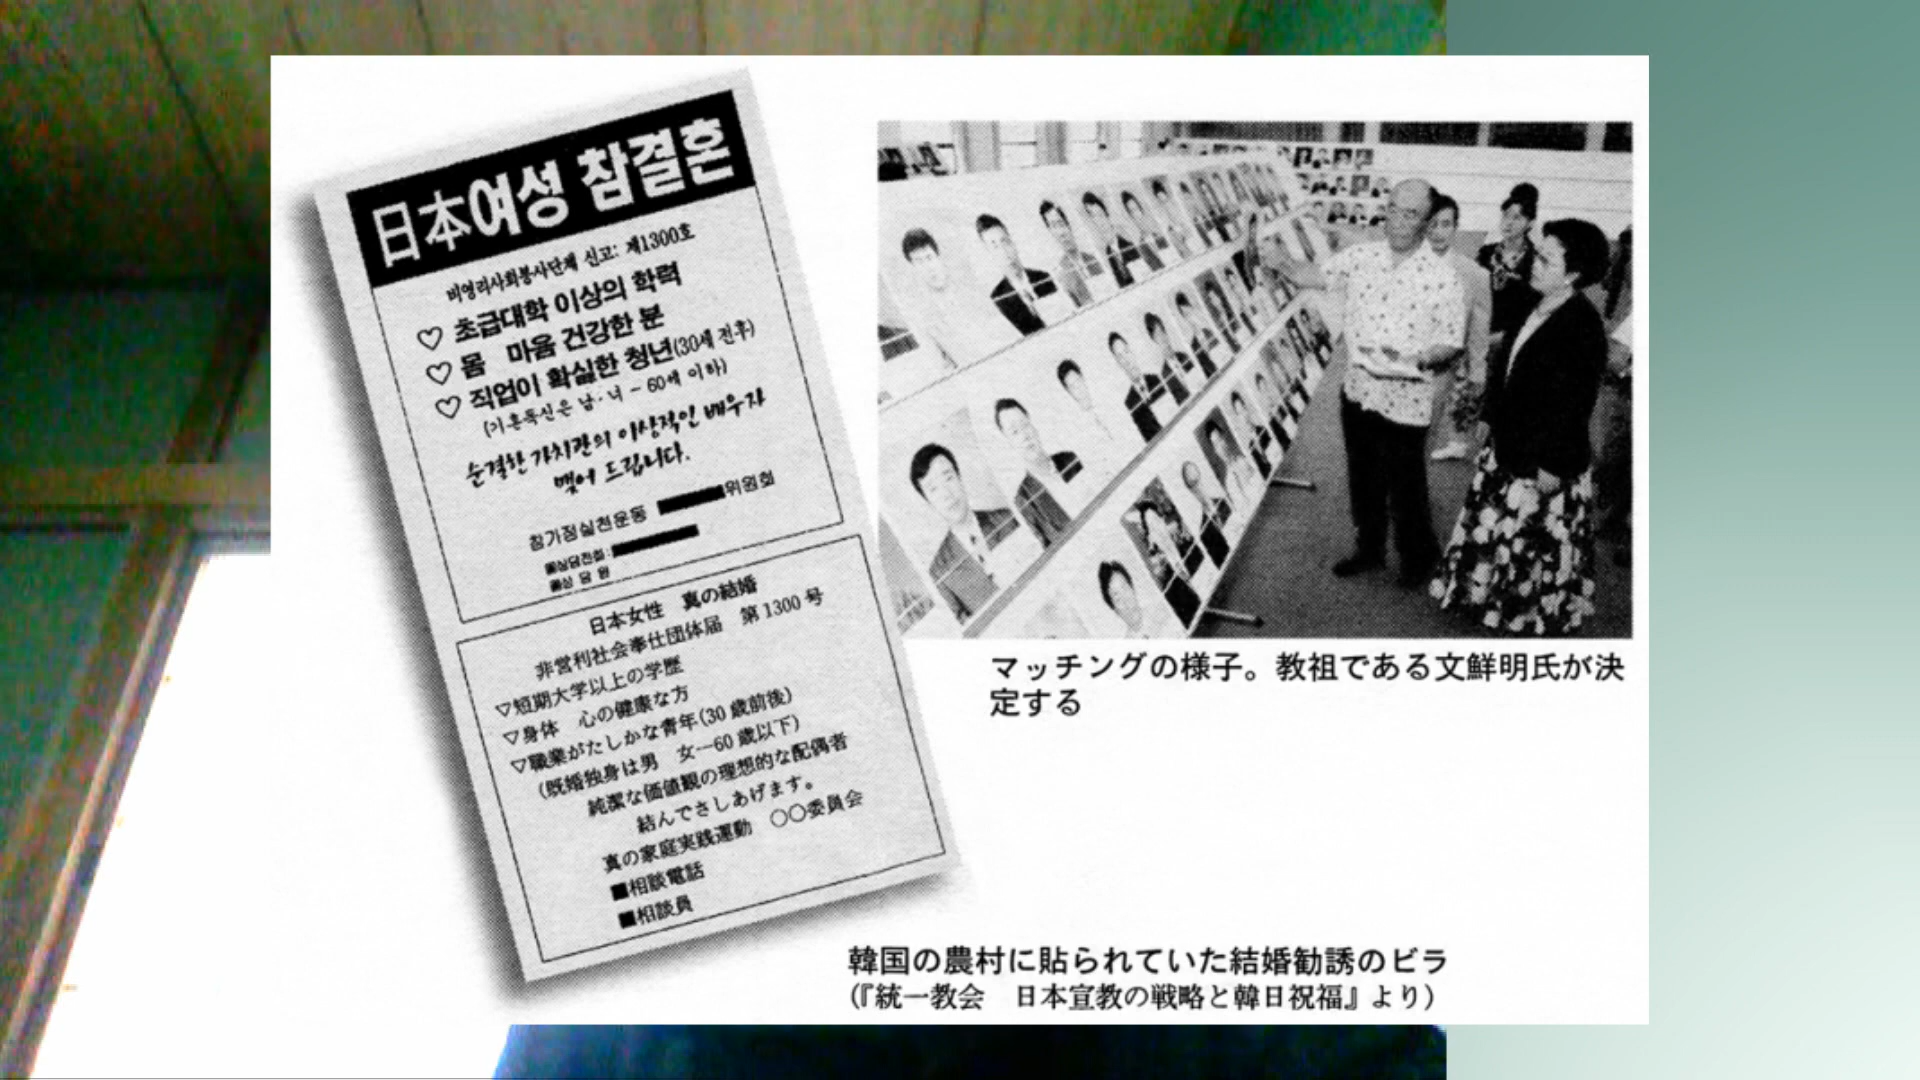 日本여성 참결혼
비영리사회봉사단체 신고: 제1300호
♡ 초급대학 이상의 학력
♡ 몸 마음 건강한 분
♡ 직업이 확실한 청년(30세 전후)
(기혼독신은 남·녀 – 60세 이하)
순결한 가치관의 이상적인 배우자
맺어 드립니다.
참가정실천운동 위원회
■상담전화:
■상담원
日本女性 真の結婚
非営利社会奉仕団体届 第1300号
▽短期大学以上の学歴
▽身体 心の健康な方
▽職業がたしかな青年(30歳前後)
(既婚独身は男 女―60歳以下)
純潔な価値観の理想的な配偶者
結んでさしあげます。
真の家庭実践運動 〇〇委員会
■相談電話
■相談員
マッチングの様子。教祖である文鮮明氏が決
定する
韓国の農村に貼られていた結婚勧誘のビラ
(『統一教会 日本宣教の戦略と韓日祝福』より)